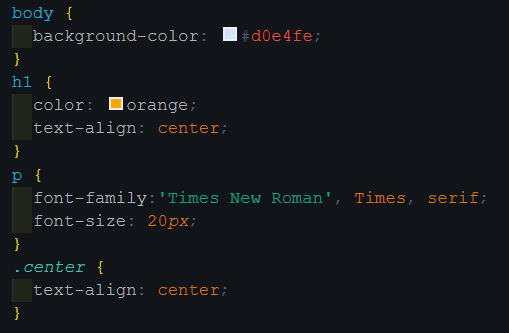 body {
    background-color: #d0e4fe;
}
h1 {
    color: orange;
    text-align: center;
}
p {
    font-family:'Times New Roman', Times, serif;
    font-size: 20px;
}
.center {
    text-align: center;
}